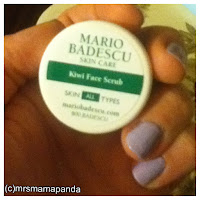 MARIO
BADESCU
SKIN CARE
Kiwi Face Scrub
SKIN ALL TYPES
mariobadescu.com
(c)mrsmamapanda